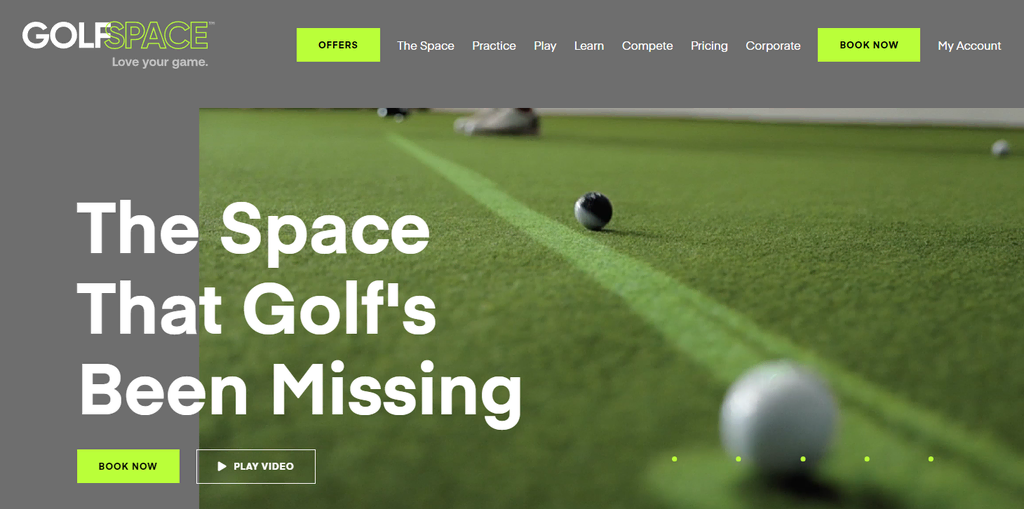 GOLFSPACE™
Love your game.
OFFERS
The Space
Practice
Play
Learn
Compete
Pricing
Corporate
BOOK NOW
My Account
The Space
That Golf's
Been Missing
BOOK NOW
PLAY VIDEO